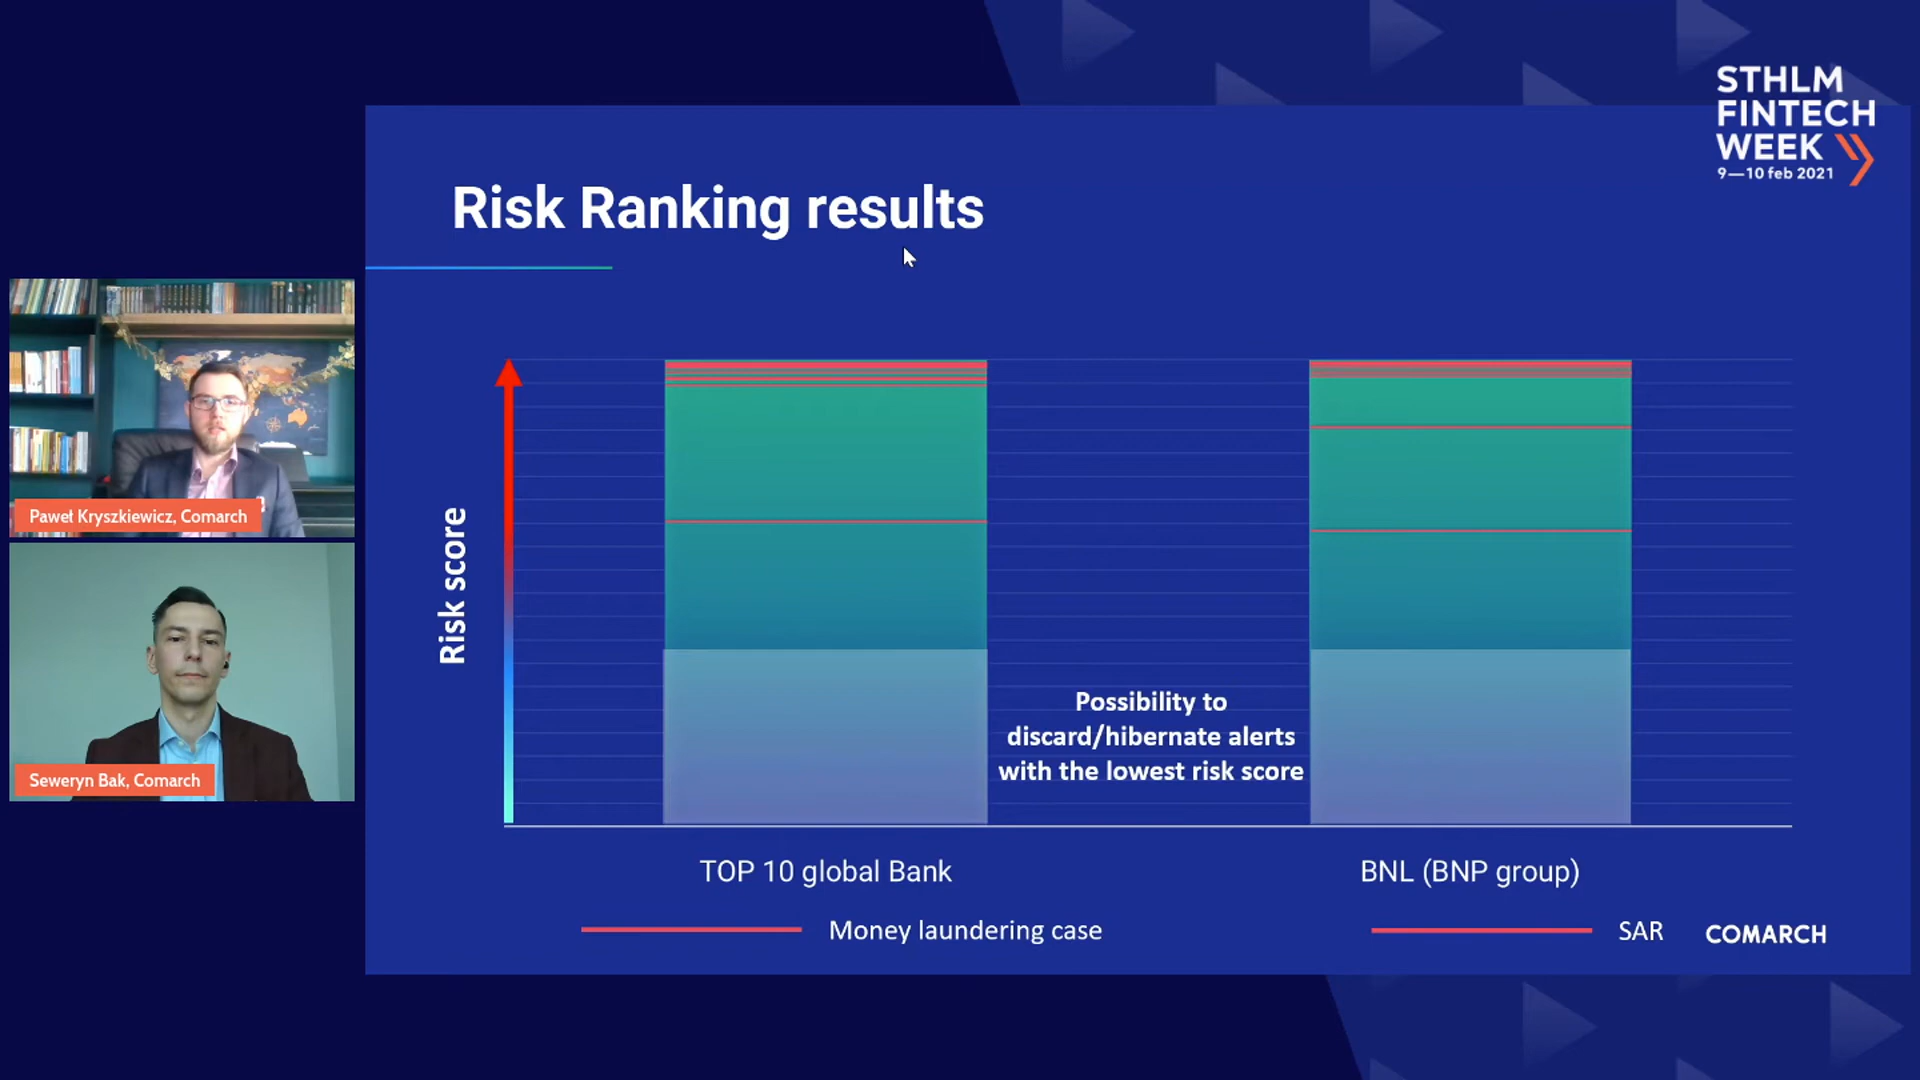 STHLM
FINTECH
WEEK
9—10 feb 2021
Risk Ranking results
Paweł Kryszkiewicz, Comarch
Seweryn Bak, Comarch
Risk score
Possibility to
discard/hibernate alerts
with the lowest risk score
TOP 10 global Bank
BNL (BNP group)
Money laundering case
SAR
COMARCH